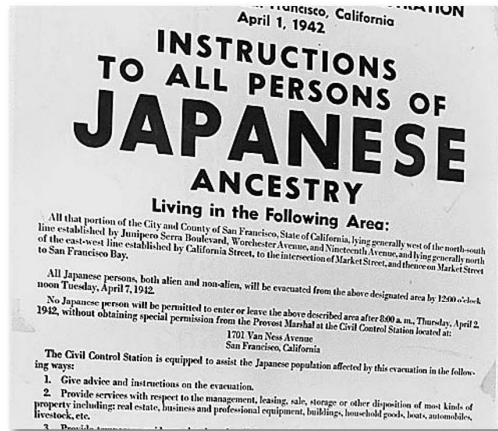 Francisco, California
April 1, 1942
INSTRUCTIONS
TO ALL PERSONS OF
JAPANESE
ANCESTRY
Living in the Following Area:
All that portion of the City and County of San Francisco, State of California, lying generally west of the north-south
line established by Junipero Serra Boulevard, Worchester Avenue, and Nineteenth Avenue, and lying generally north
of the east-west line established by California Street, to the intersection of Market Street, and thence on Market Street
to San Francisco Bay.
All Japanese persons, both alien and non-alien, will be evacuated from the above designated area by 12:00 o'clock
noon Tuesday, April 7, 1942.
No Japanese person will be permitted to enter or leave the above described area after 8:00 a. m., Thursday, April 2,
1942, without obtaining special permission from the Provost Marshal at the Civil Control Station located at:
1701 Van Ness Avenue
San Francisco, California
The Civil Control Station is equipped to assist the Japanese population affected by this evacuation in the follow-
ing ways:
1. Give advice and instructions on the evacuation.
2. Provide services with respect to the management, leasing, sale, storage or other disposition of most kinds of
property including: real estate, business and professional equipment, buildings, household goods, boats, automobiles,
livestock, etc.
3. Provide